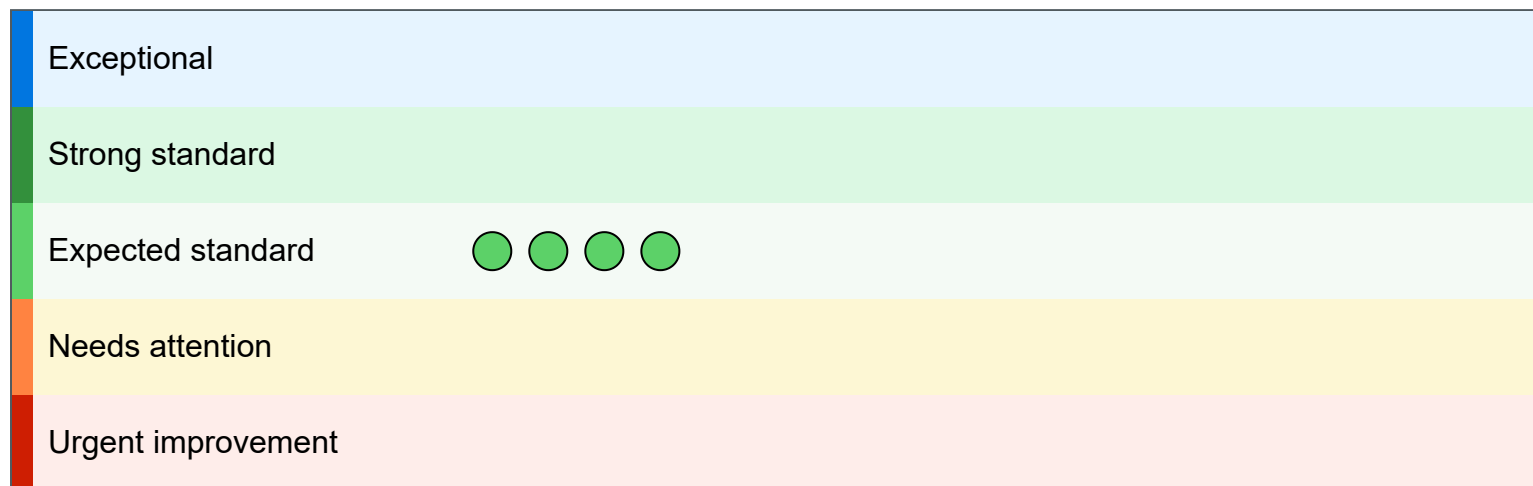 Exceptional
Strong standard
Expected standard
Needs attention
Urgent improvement